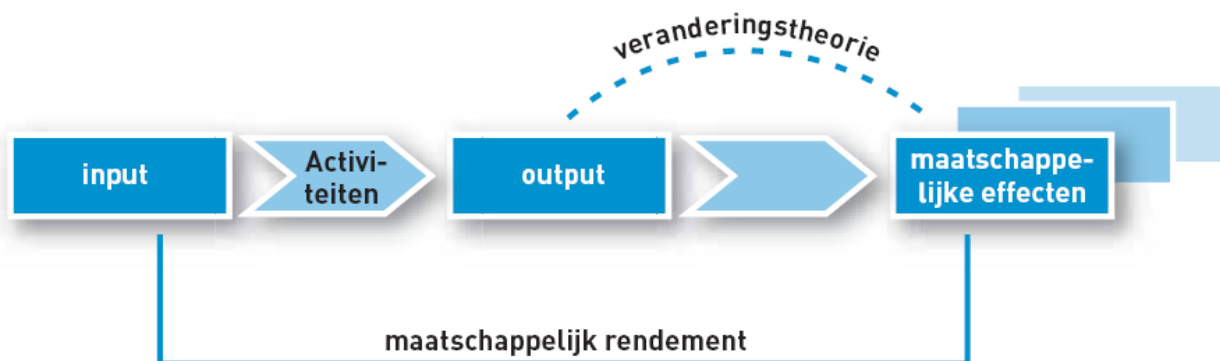 veranderingstheorie
input
Activi-
teiten
output
maatschappe-
lijke effecten
maatschappelijk rendement